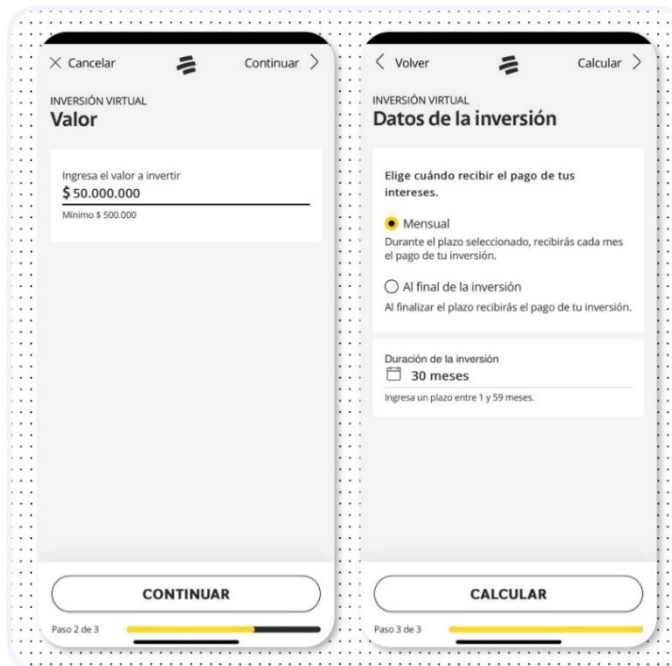 Cancelar
Continuar
INVERSIÓN VIRTUAL
Valor
Ingresa el valor a invertir
$ 50.000.000
Mínimo $ 500.000
CONTINUAR
Paso 2 de 3
Volver
Calcular
INVERSIÓN VIRTUAL
Datos de la inversión
Elige cuándo recibir el pago de tus
intereses.
Mensual
Durante el plazo seleccionado, recibirás cada mes
el pago de tu inversión.
Al final de la inversión
Al finalizar el plazo recibirás el pago de tu inversión.
Duración de la inversión
30 meses
Ingresa un plazo entre 1 y 59 meses.
CALCULAR
Paso 3 de 3